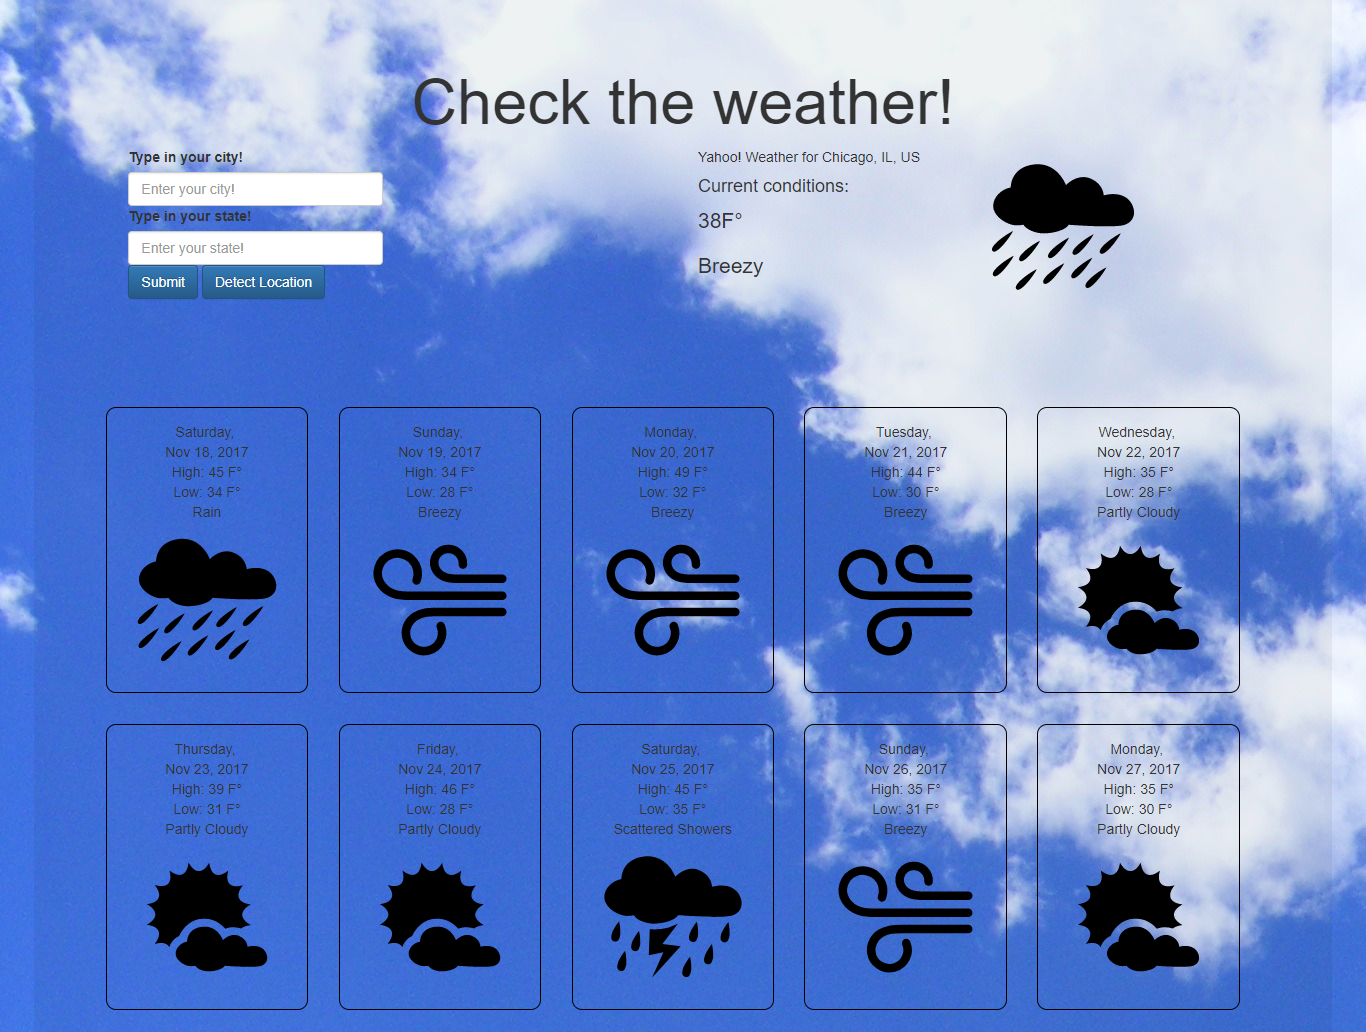 Check the weather!
Type in your city!
Enter your city!
Type in your state!
Enter your state!
Submit
Detect Location
Yahoo! Weather for Chicago, IL, US
Current conditions:
38F°
Breezy
Saturday,
Nov 18, 2017
High: 45 F°
Low: 34 F°
Rain
Sunday,
Nov 19, 2017
High: 34 F°
Low: 28 F°
Breezy
Monday,
Nov 20, 2017
High: 49 F°
Low: 32 F°
Breezy
Tuesday,
Nov 21, 2017
High: 44 F°
Low: 30 F°
Breezy
Wednesday,
Nov 22, 2017
High: 35 F°
Low: 28 F°
Partly Cloudy
Thursday,
Nov 23, 2017
High: 39 F°
Low: 31 F°
Partly Cloudy
Friday,
Nov 24, 2017
High: 46 F°
Low: 28 F°
Partly Cloudy
Saturday,
Nov 25, 2017
High: 45 F°
Low: 35 F°
Scattered Showers
Sunday,
Nov 26, 2017
High: 35 F°
Low: 31 F°
Breezy
Monday,
Nov 27, 2017
High: 35 F°
Low: 30 F°
Partly Cloudy